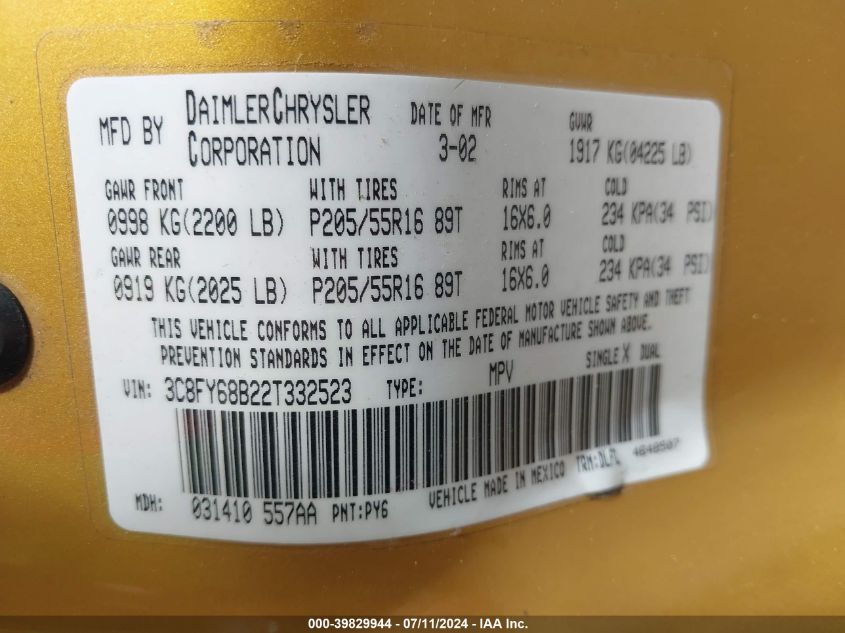 MFD BY DAIMLERCHRYSLER CORPORATION
DATE OF MFR 3-02
GVWR 1917 KG(04225 LB)
GAWR FRONT WITH TIRES RIMS AT COLD
0998 KG(2200 LB) P205/55R16 89T 16X6.0 234 KPA(34 PSI)
GAWR REAR WITH TIRES RIMS AT COLD
0919 KG(2025 LB) P205/55R16 89T 16X6.0 234 KPA(34 PSI)
THIS VEHICLE CONFORMS TO ALL APPLICABLE FEDERAL MOTOR VEHICLE SAFETY AND THEFT
PREVENTION STANDARDS IN EFFECT ON THE DATE OF MANUFACTURE SHOWN ABOVE.
VIN: 3C8FY68B22T332523 TYPE: MPV SINGLE X DUAL
MDH: 031410 557AA PNT:PY6 VEHICLE MADE IN MEXICO TRM:DLFL 4648507
000-39829944 - 07/11/2024 - IAA Inc.